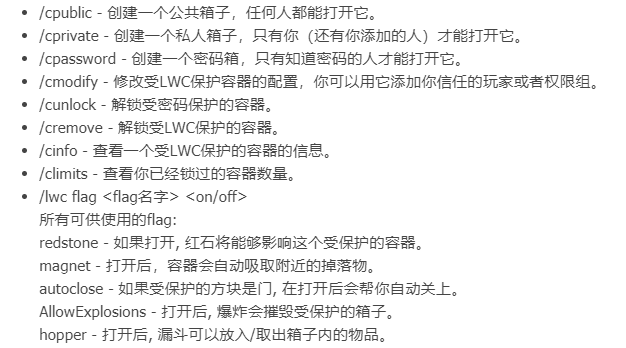 • /cpublic - 创建一个公共箱子，任何人都能打开它。
• /cprivate - 创建一个私人箱子，只有你（还有你添加的人）才能打开它。
• /cpassword - 创建一个密码箱，只有知道密码的人才能打开它。
• /cmodify - 修改受LWC保护容器的配置，你可以用它添加你信任的玩家或者权限组。
• /cunlock - 解锁受密码保护的容器。
• /cremove - 解锁受LWC保护的容器。
• /cinfo - 查看一个受LWC保护的容器的信息。
• /climits - 查看你已经锁过的容器数量。
• /lwc flag <flag名字> <on/off>
所有可供使用的flag:
redstone - 如果打开, 红石将能够影响这个受保护的容器。
magnet - 打开后，容器会自动吸取附近的掉落物。
autoclose - 如果受保护的方块是门, 在打开后会帮你自动关上。
AllowExplosions - 打开后, 爆炸会摧毁受保护的箱子。
hopper - 打开后, 漏斗可以放入/取出箱子内的物品。